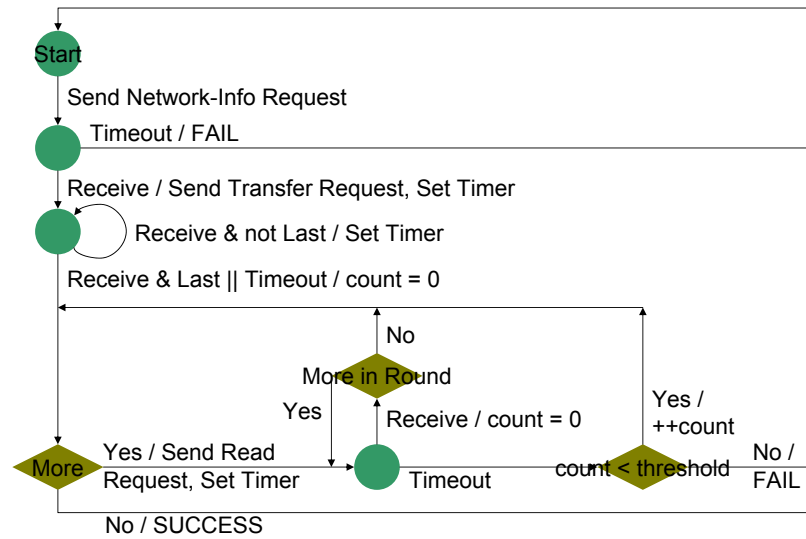 Start
Send Network-Info Request
Timeout / FAIL
Receive / Send Transfer Request, Set Timer
Receive & not Last / Set Timer
Receive & Last || Timeout / count = 0
No
More in Round
Yes
Receive / count = 0
Yes /
++count
More
Yes / Send Read
Request, Set Timer
Timeout
count < threshold
No /
FAIL
No / SUCCESS